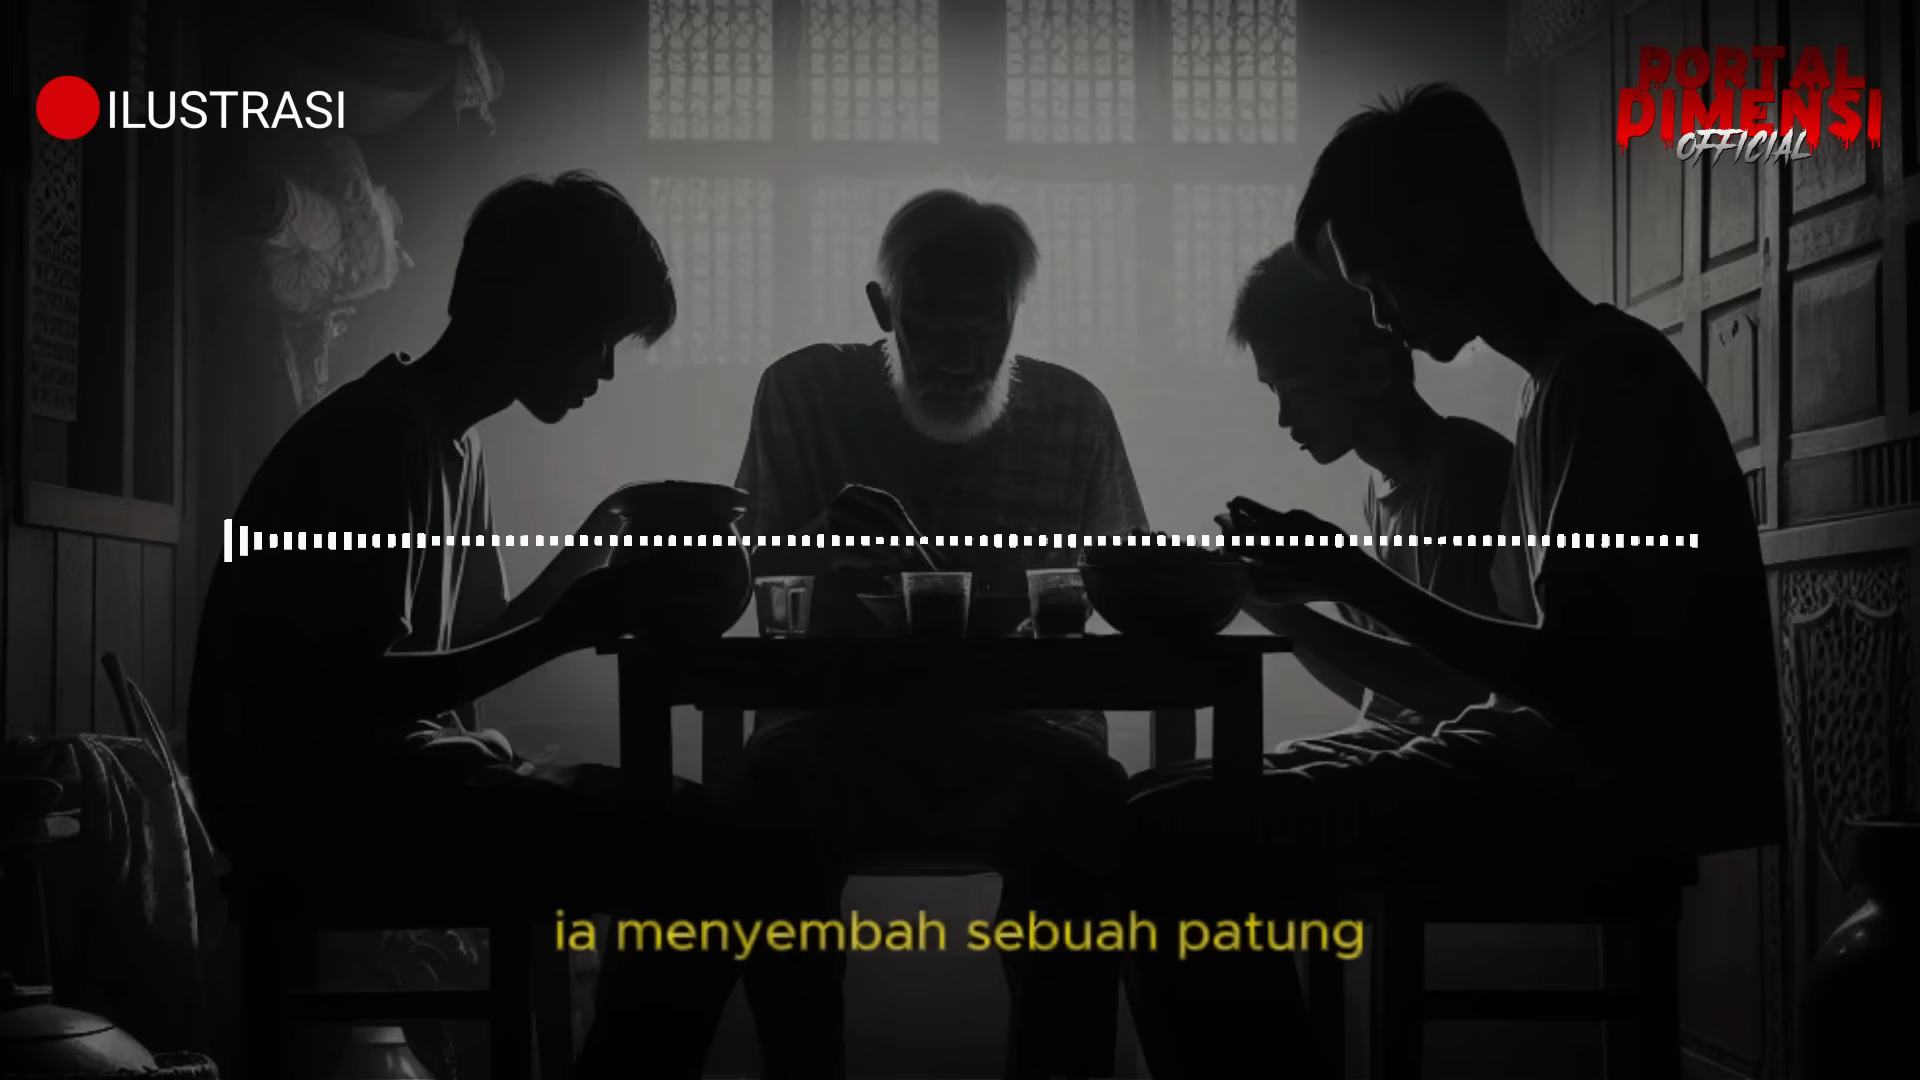 ILUSTRASI
PORTAL
DIMENSI
OFFICIAL
ia menyembah sebuah patung